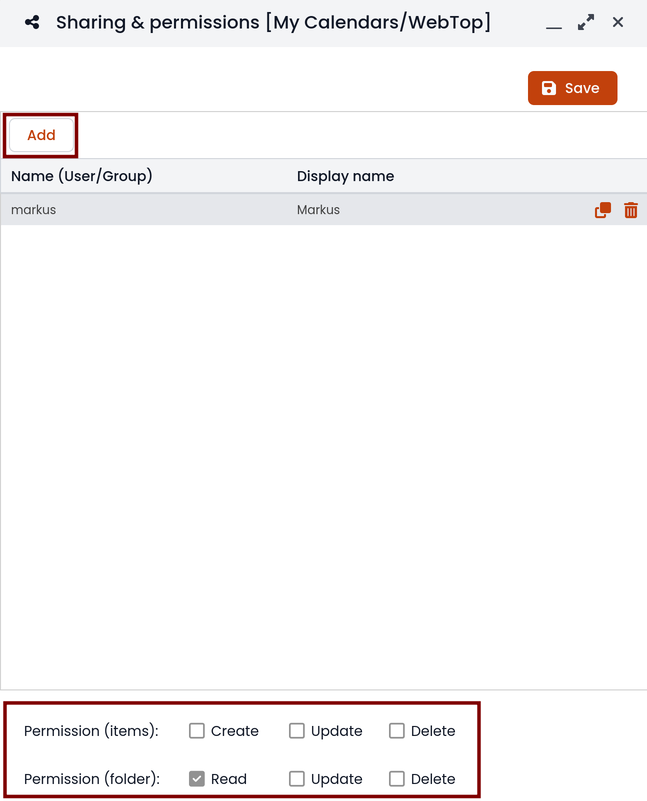 Sharing & permissions [My Calendars/WebTop]
Save
Add
Name (User/Group) Display name
markus Markus
Permission (items): Create Update Delete
Permission (folder): Read Update Delete